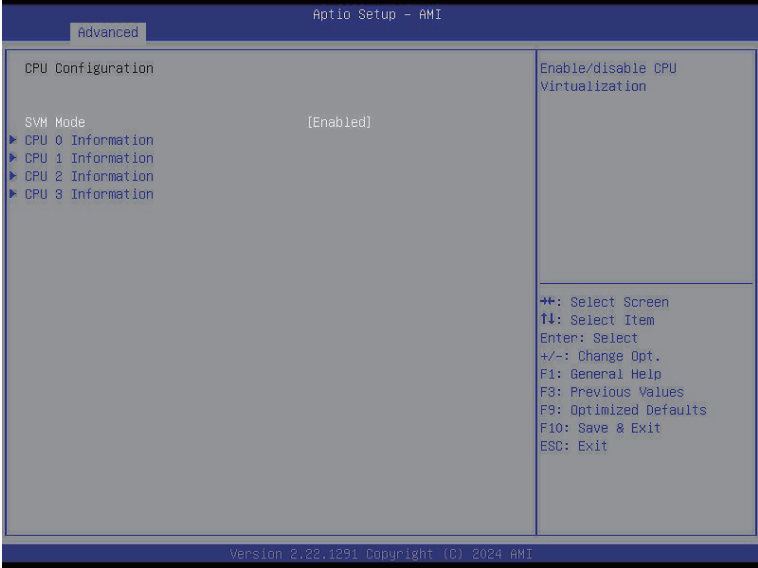 Aptio Setup – AMI
Advanced
CPU Configuration
SVM Mode [Enabled]
CPU 0 Information
CPU 1 Information
CPU 2 Information
CPU 3 Information
Enable/disable CPU
Virtualization
→←: Select Screen
↑↓: Select Item
Enter: Select
+/-: Change Opt.
F1: General Help
F3: Previous Values
F9: Optimized Defaults
F10: Save & Exit
ESC: Exit
Version 2.22.1291 Copyright (C) 2024 AMI